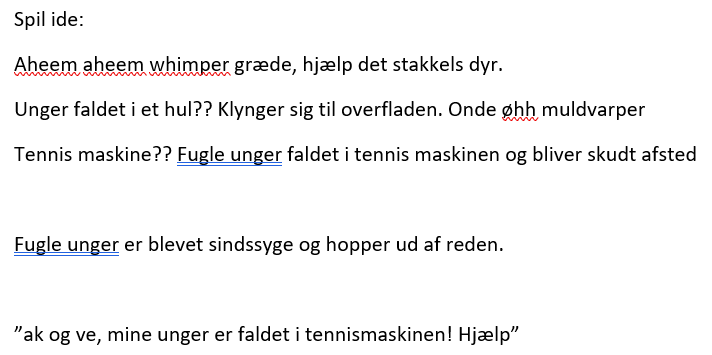 Spil ide:
Aheem aheem whimper græde, hjælp det stakkels dyr.
Unger faldet i et hul?? Klynger sig til overfladen. Onde øhh muldvarper
Tennis maskine?? Fugle unger faldet i tennis maskinen og bliver skudt afsted
Fugle unger er blevet sindssyge og hopper ud af reden.
”ak og ve, mine unger er faldet i tennismaskinen! Hjælp”